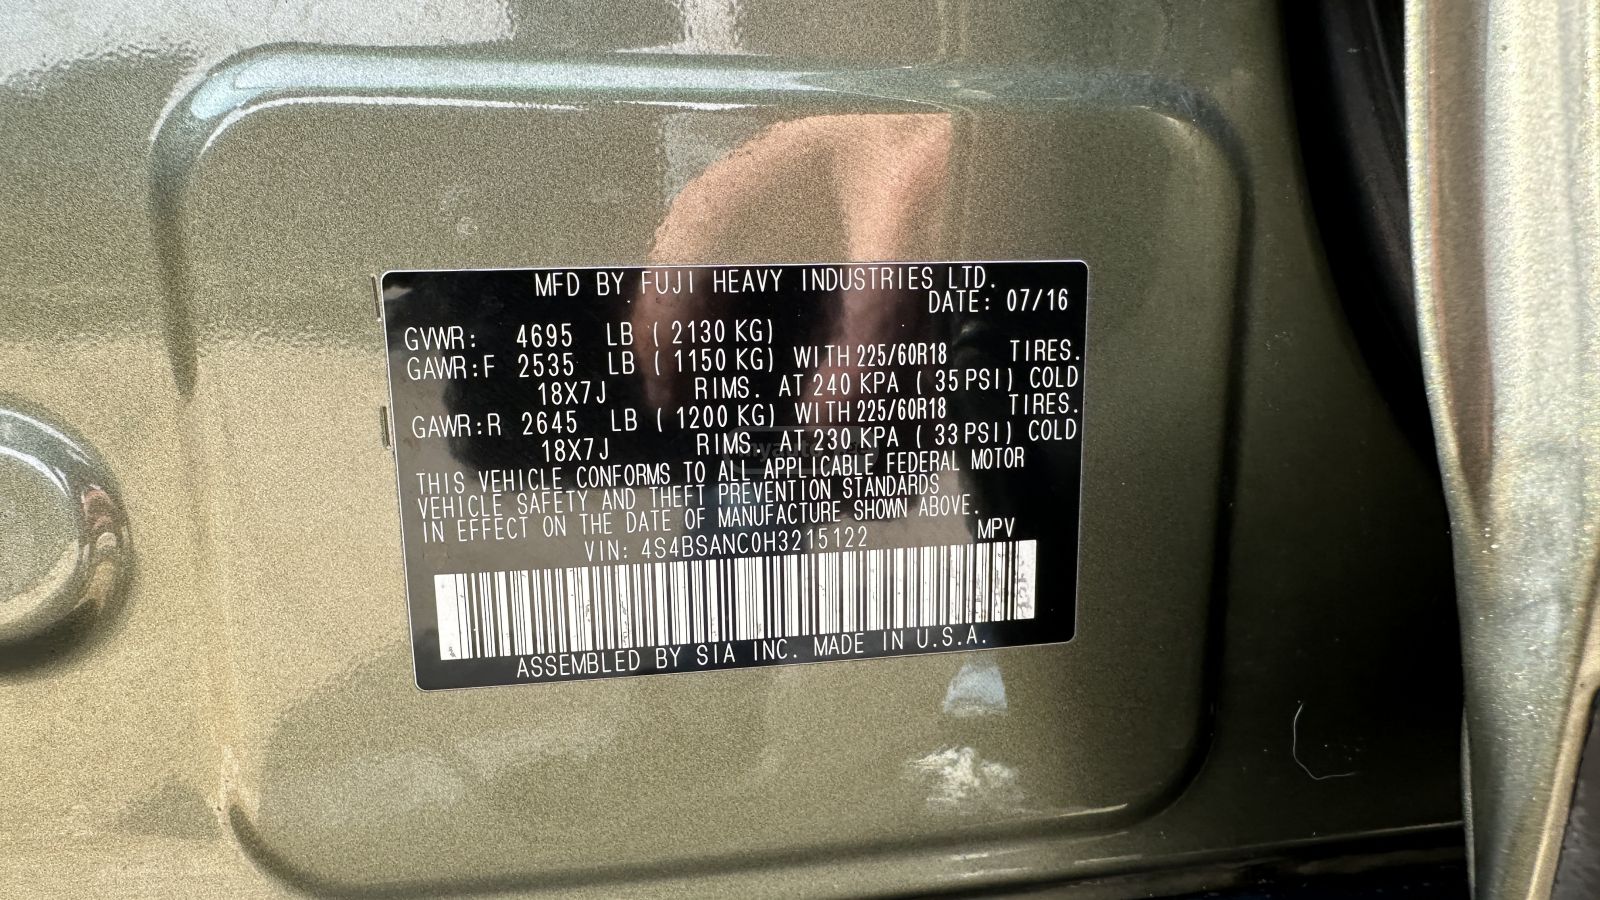 MFD BY FUJI HEAVY INDUSTRIES LTD.
DATE: 07/16
GVWR: 4695 LB ( 2130 KG)
GAWR:F 2535 LB ( 1150 KG) WITH 225/60R18 TIRES.
18X7J RIMS. AT 240 KPA ( 35 PSI) COLD
GAWR:R 2645 LB ( 1200 KG) WITH 225/60R18 TIRES.
18X7J RIMS. AT 230 KPA ( 33 PSI) COLD
THIS VEHICLE CONFORMS TO ALL APPLICABLE FEDERAL MOTOR
VEHICLE SAFETY AND THEFT PREVENTION STANDARDS
IN EFFECT ON THE DATE OF MANUFACTURE SHOWN ABOVE.
VIN: 4S4BSANC0H3215122 MPV
ASSEMBLED BY SIA INC. MADE IN U.S.A.